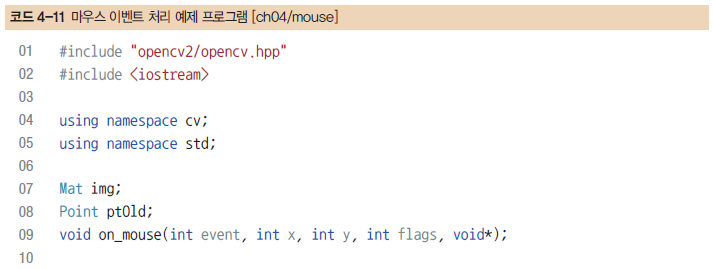 코드 4-11 마우스 이벤트 처리 예제 프로그램 [ch04/mouse]
01 #include "opencv2/opencv.hpp"
02 #include <iostream>
03
04 using namespace cv;
05 using namespace std;
06
07 Mat img;
08 Point ptOld;
09 void on_mouse(int event, int x, int y, int flags, void*);
10